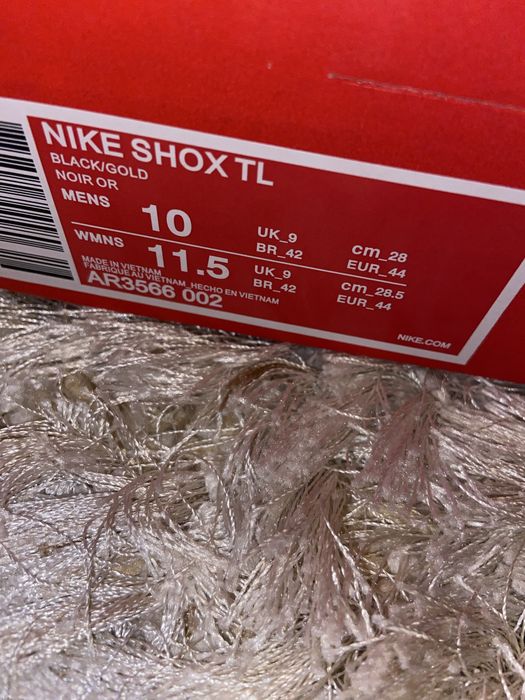 NIKE SHOX TL
BLACK/GOLD
NOIR OR
MENS 10 UK_9 cm_28
BR_42 EUR_44
WMNS 11.5 UK_9 cm_28.5
BR_42 EUR_44
MADE IN VIETNAM
FABRIQUE AU VIETNAM_HECHO EN VIETNAM
AR3566 002
NIKE.COM